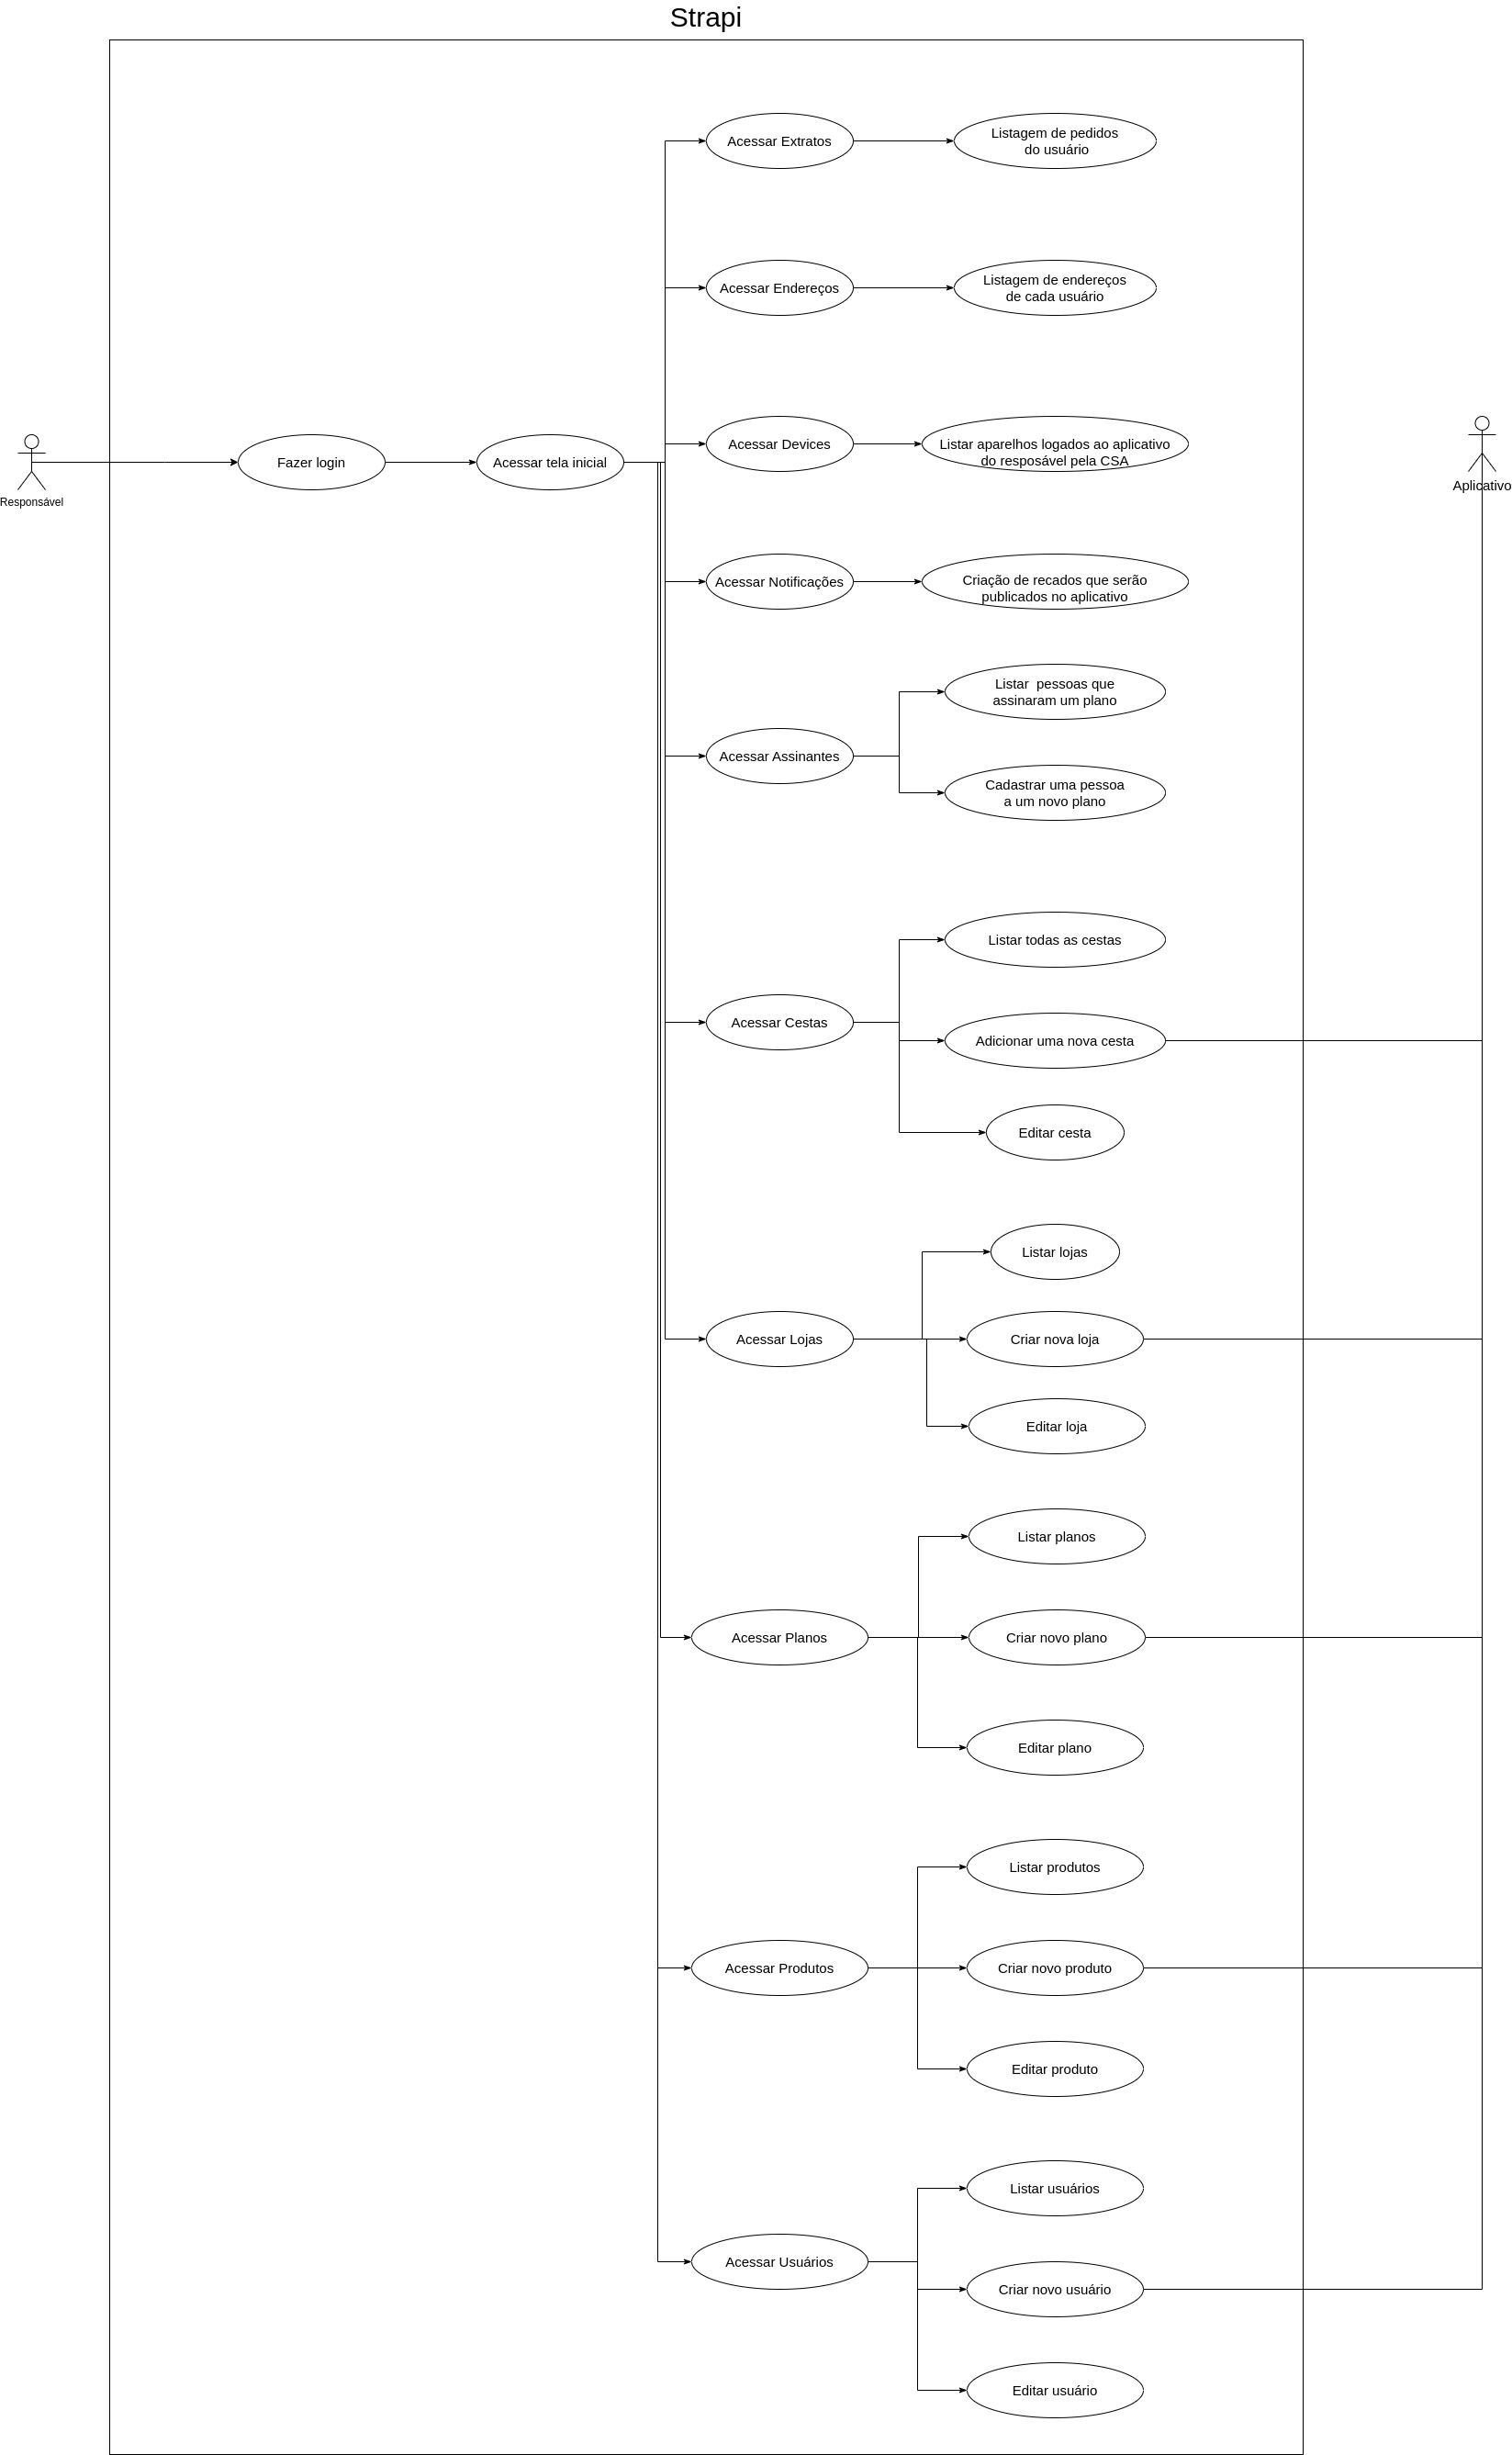 Strapi
Acessar Extratos
Listagem de pedidos
do usuário
Acessar Endereços
Listagem de endereços
de cada usuário
Responsável
Fazer login
Acessar tela inicial
Acessar Devices
Listar aparelhos logados ao aplicativo
do resposável pela CSA
Aplicativo
Acessar Notificações
Criação de recados que serão
publicados no aplicativo
Acessar Assinantes
Listar  pessoas que
assinaram um plano
Cadastrar uma pessoa
a um novo plano
Acessar Cestas
Listar todas as cestas
Adicionar uma nova cesta
Editar cesta
Acessar Lojas
Listar lojas
Criar nova loja
Editar loja
Acessar Planos
Listar planos
Criar novo plano
Editar plano
Acessar Produtos
Listar produtos
Criar novo produto
Editar produto
Acessar Usuários
Listar usuários
Criar novo usuário
Editar usuário